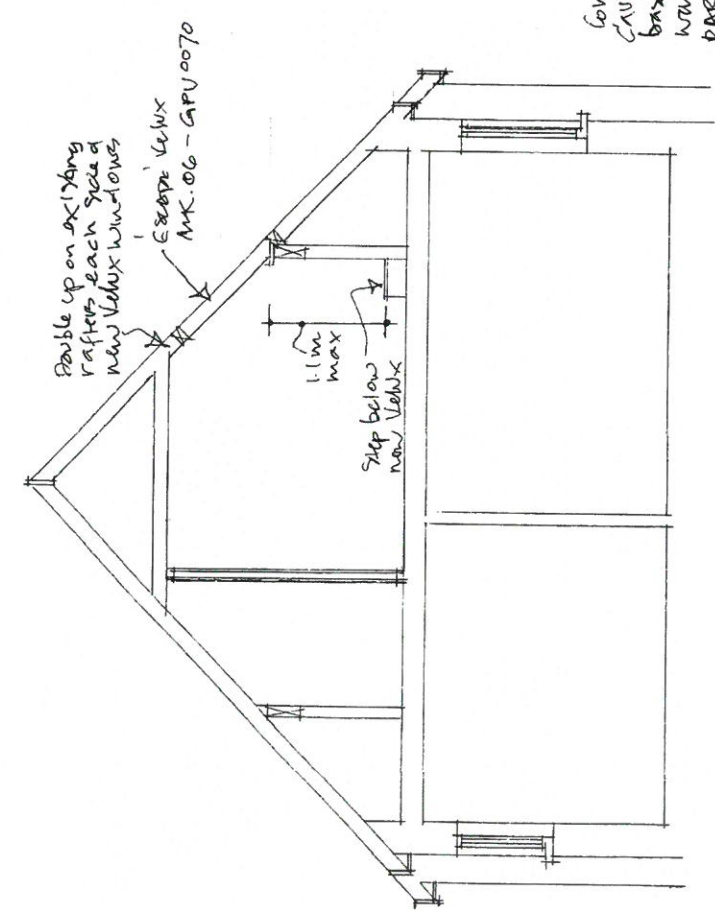 Double up on existing
rafters each side of
new Velux windows
Escape Velux
MK.06 - GPU 0070
1.1m
max
Step below
new Velux